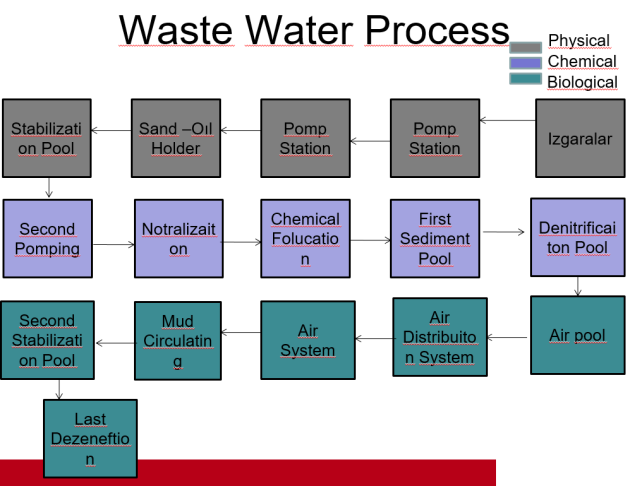 Waste Water Process
Physical
Chemical
Biological
Stabilizati
on Pool
Sand –Oıl
Holder
Pomp
Station
Pomp
Station
Izgaralar
Second
Pomping
Notralizait
on
Chemical
Folucatio
n
First
Sediment
Pool
Denitrificai
ton Pool
Second
Stabilizati
on Pool
Mud
Circulatin
g
Air
System
Air
Distribuito
n System
Air pool
Last
Dezeneftio
n